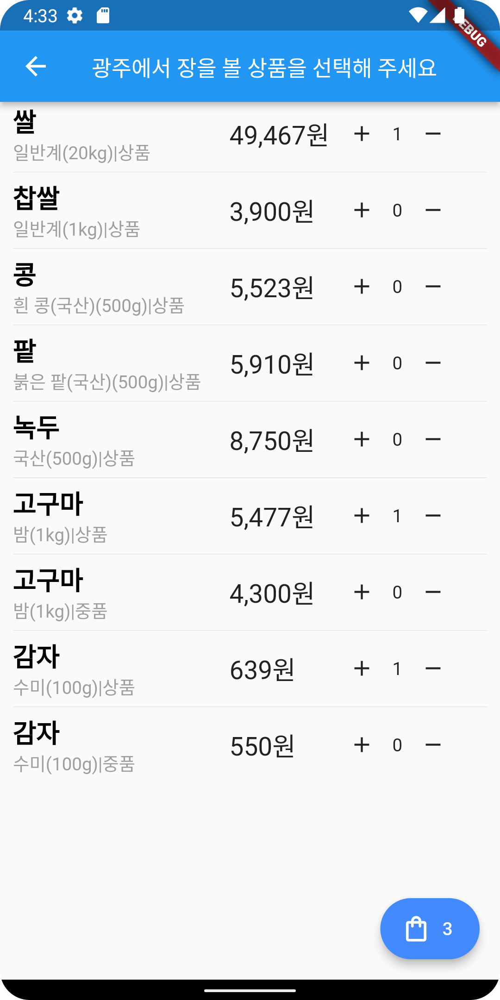 4:33
DEBUG
광주에서 장을 볼 상품을 선택해 주세요
쌀
일반계(20kg)|상품
49,467원
1
찹쌀
일반계(1kg)|상품
3,900원
0
콩
흰 콩(국산)(500g)|상품
5,523원
0
팥
붉은 팥(국산)(500g)|상품
5,910원
0
녹두
국산(500g)|상품
8,750원
0
고구마
밤(1kg)|상품
5,477원
1
고구마
밤(1kg)|중품
4,300원
0
감자
수미(100g)|상품
639원
1
감자
수미(100g)|중품
550원
0
3